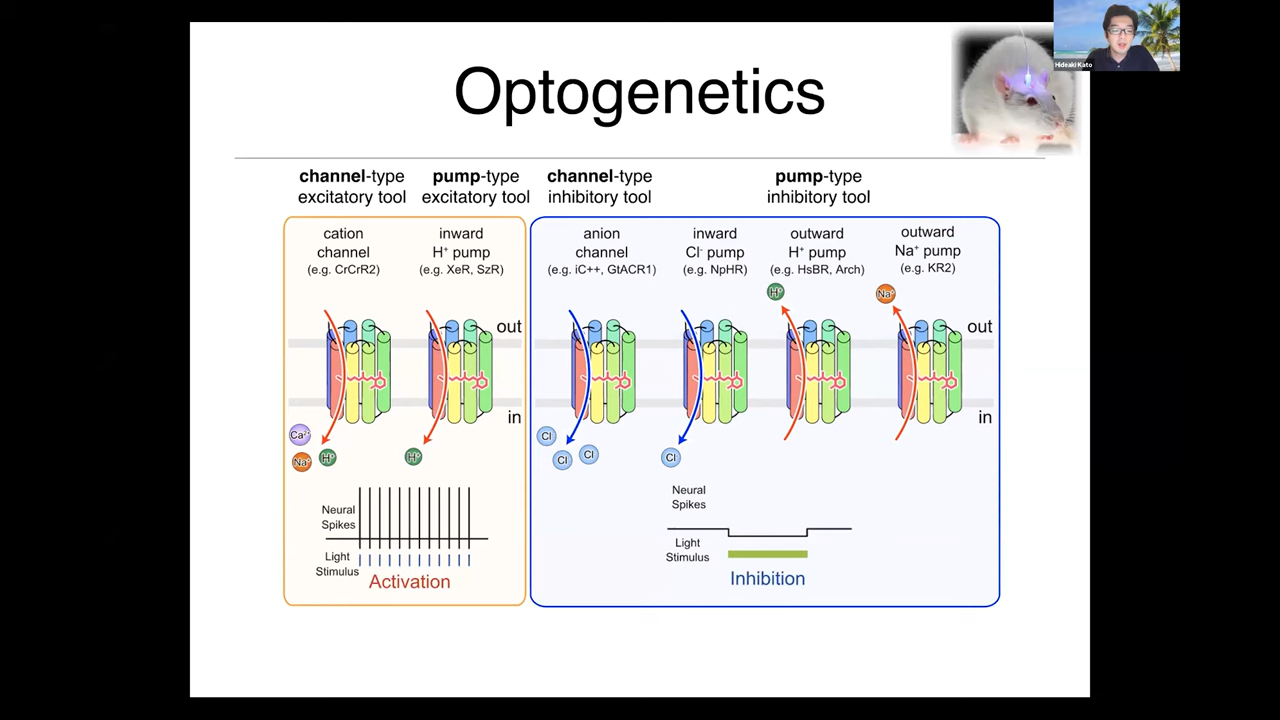 Hideaki Kato
Optogenetics
channel-type
excitatory tool
pump-type
excitatory tool
channel-type
inhibitory tool
pump-type
inhibitory tool
cation
channel
(e.g. CrCrR2)
inward
H⁺ pump
(e.g. XeR, SzR)
anion
channel
(e.g. iC++, GtACR1)
inward
Cl⁻ pump
(e.g. NpHR)
outward
H⁺ pump
(e.g. HsBR, Arch)
outward
Na⁺ pump
(e.g. KR2)
H⁺
Na⁺
out
out
in
in
Ca²⁺
Na⁺
H⁺
H⁺
Cl⁻
Cl⁻
Cl⁻
Cl⁻
Neural
Spikes
Light
Stimulus
Activation
Neural
Spikes
Light
Stimulus
Inhibition